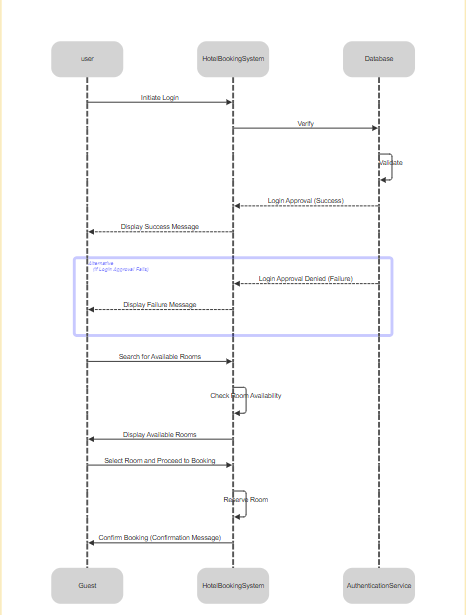 user HotelBookingSystem Database
Initiate Login
Verify
Validate
Login Approval (Success)
Display Success Message
Alternative
(If Login Approval Fails)
Login Approval Denied (Failure)
Display Failure Message
Search for Available Rooms
Check Room Availability
Display Available Rooms
Select Room and Proceed to Booking
Reserve Room
Confirm Booking (Confirmation Message)
Guest HotelBookingSystem AuthenticationService